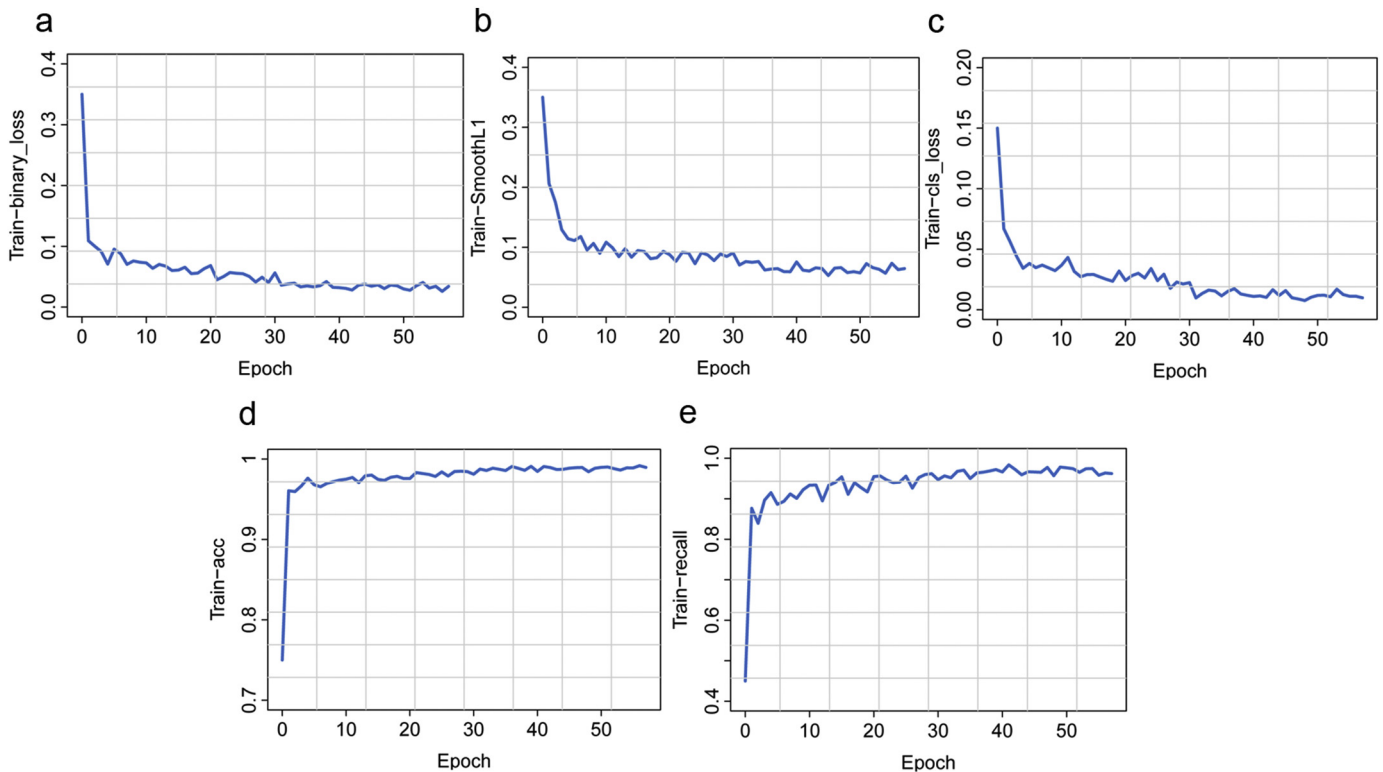 a
Train-binary_loss
0.4
0.3
0.2
0.1
0.0
0 10 20 30 40 50
Epoch
b
Train-SmoothL1
0.4
0.3
0.2
0.1
0.0
0 10 20 30 40 50
Epoch
c
Train-cls_loss
0.20
0.15
0.10
0.05
0.00
0 10 20 30 40 50
Epoch
d
Train-acc
1
0.9
0.8
0.7
0 10 20 30 40 50
Epoch
e
Train-recall
1.0
0.8
0.6
0.4
0 10 20 30 40 50
Epoch